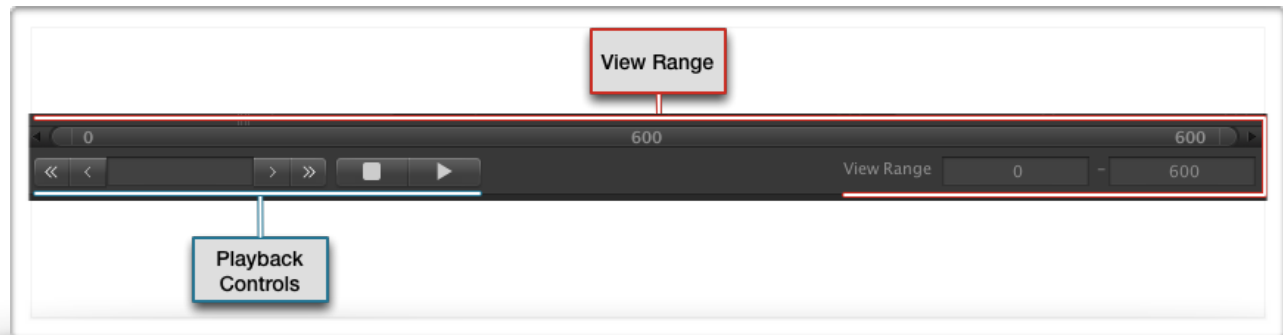 View Range
0 600 600
« < > »
View Range 0 - 600
Playback
Controls